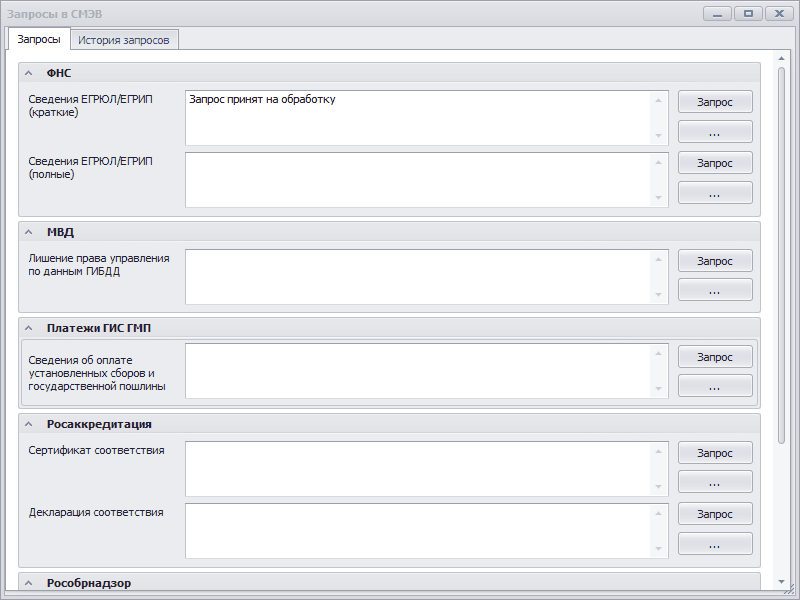 Запросы в СМЭВ
Запросы
История запросов
ФНС
Сведения ЕГРЮЛ/ЕГРИП
(краткие)
Запрос принят на обработку
Запрос
...
Сведения ЕГРЮЛ/ЕГРИП
(полные)
Запрос
...
МВД
Лишение права управления
по данным ГИБДД
Запрос
...
Платежи ГИС ГМП
Сведения об оплате
установленных сборов и
государственной пошлины
Запрос
...
Росаккредитация
Сертификат соответствия
Запрос
...
Декларация соответствия
Запрос
...
Рособрнадзор